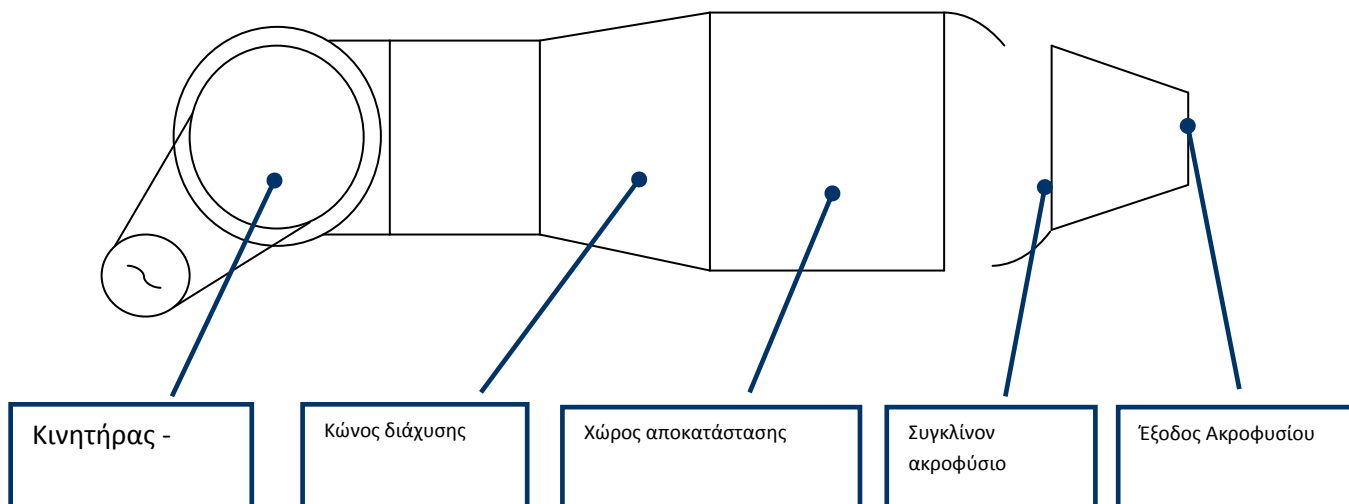 Κινητήρας -
Κώνος διάχυσης
Χώρος αποκατάστασης
Συγκλίνον
ακροφύσιο
Έξοδος Ακροφυσίου